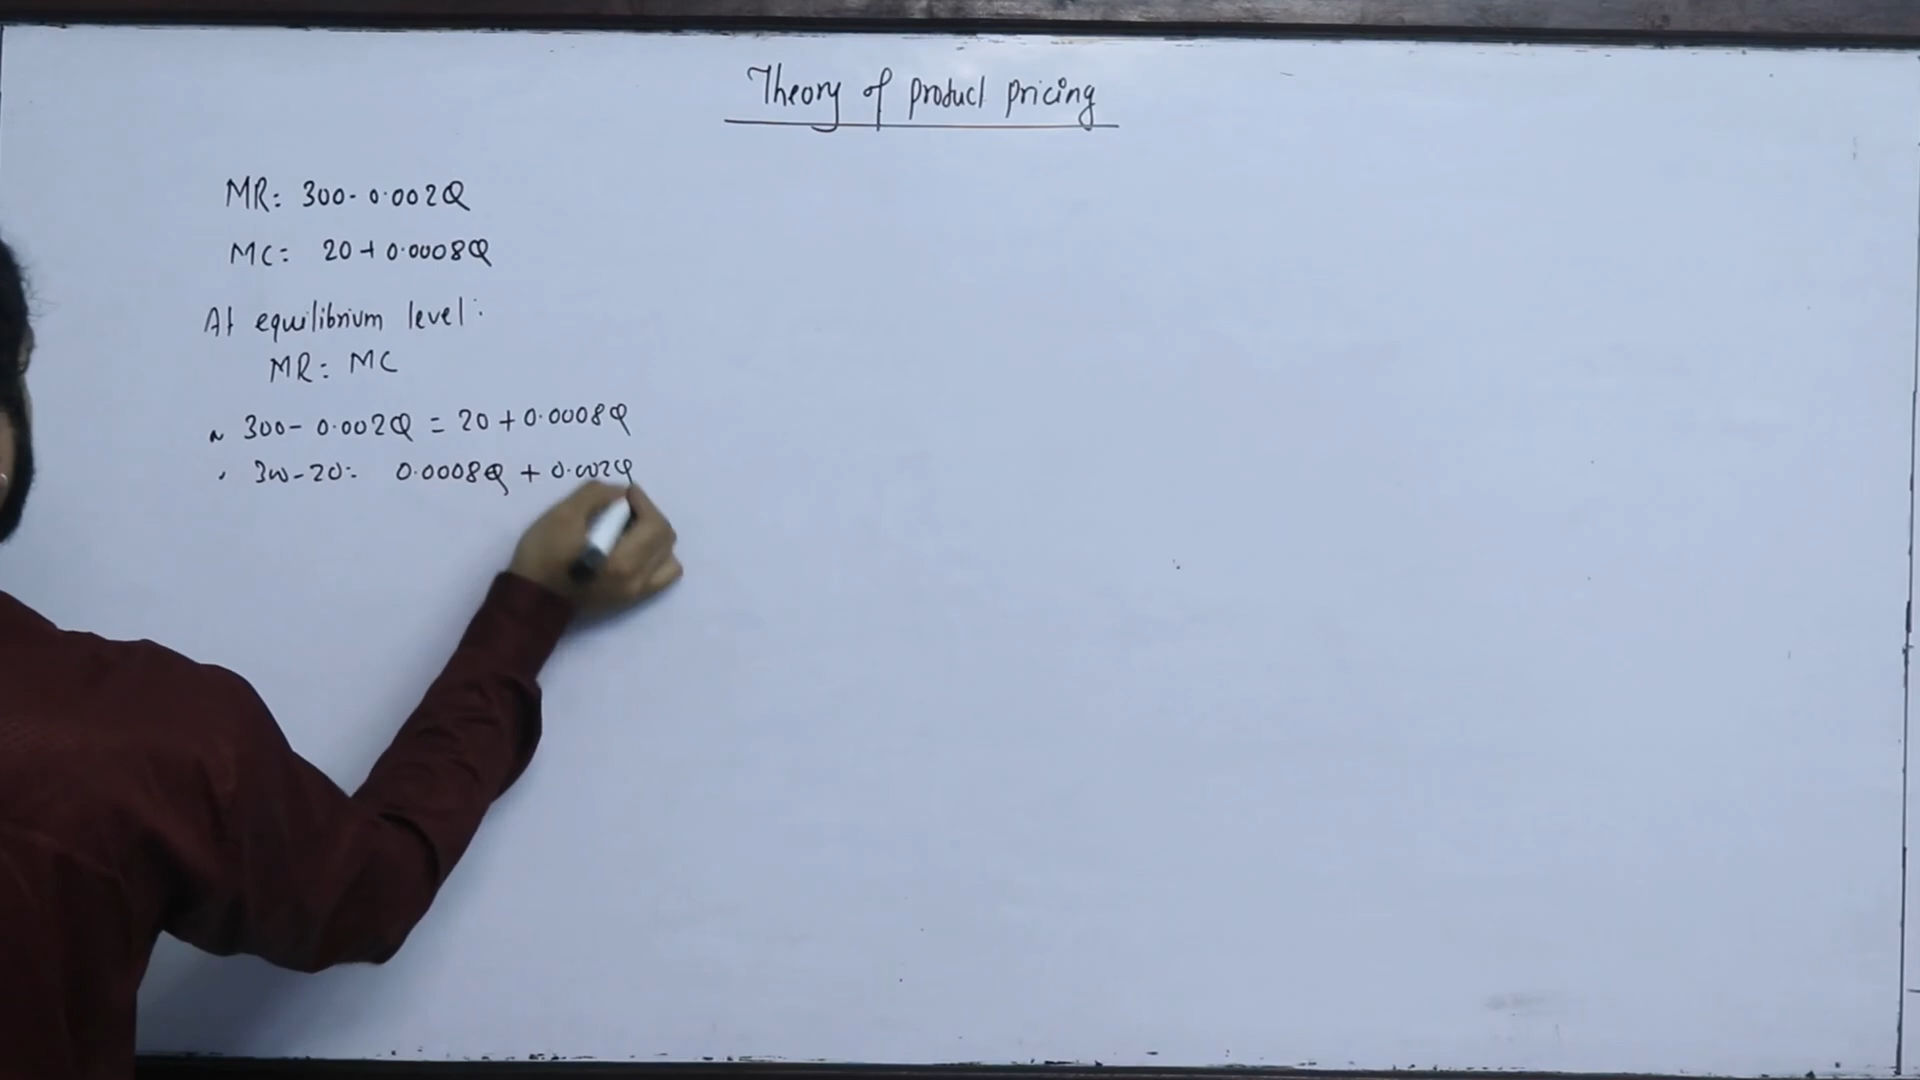 Theory of product pricing
MR: 300-0.002Q
MC: 20+0.0008Q
At equilibrium level:
MR: MC
300-0.002Q = 20+0.0008Q
300-20: 0.0008Q + 0.002Q